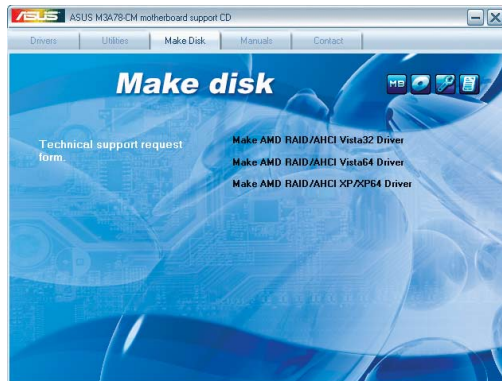 ASUS ASUS M3A78-CM motherboard support CD
Drivers Utilities Make Disk Manuals Contact
Make disk
MB
Technical support request
form.
Make AMD RAID/AHCI Vista32 Driver
Make AMD RAID/AHCI Vista64 Driver
Make AMD RAID/AHCI XP/XP64 Driver